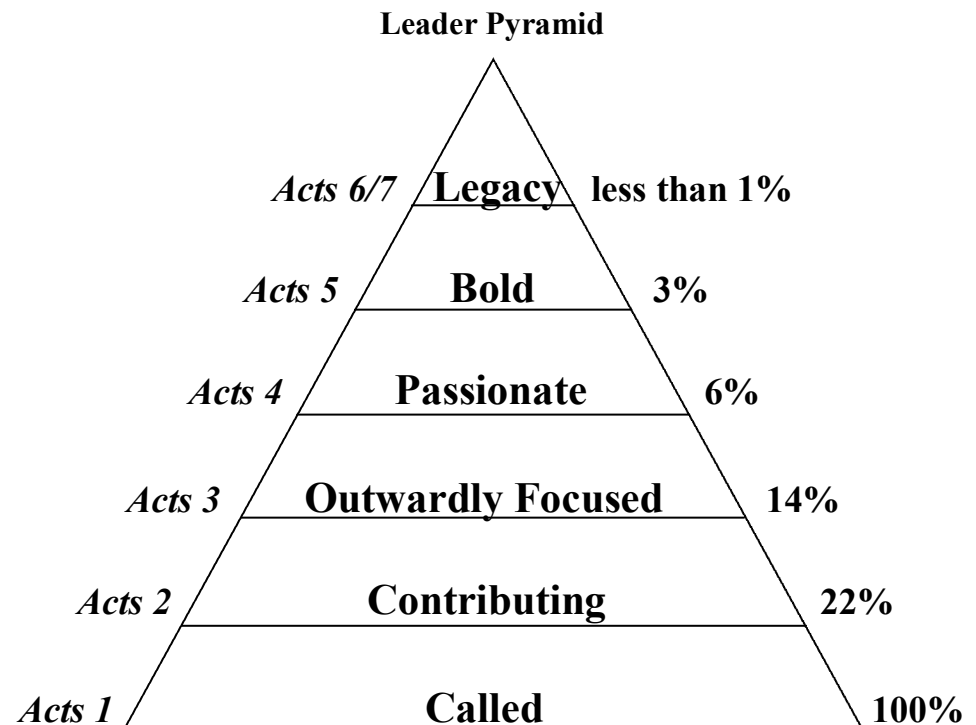 Leader Pyramid
Acts 6/7 Legacy less than 1%
Acts 5 Bold 3%
Acts 4 Passionate 6%
Acts 3 Outwardly Focused 14%
Acts 2 Contributing 22%
Acts 1 Called 100%